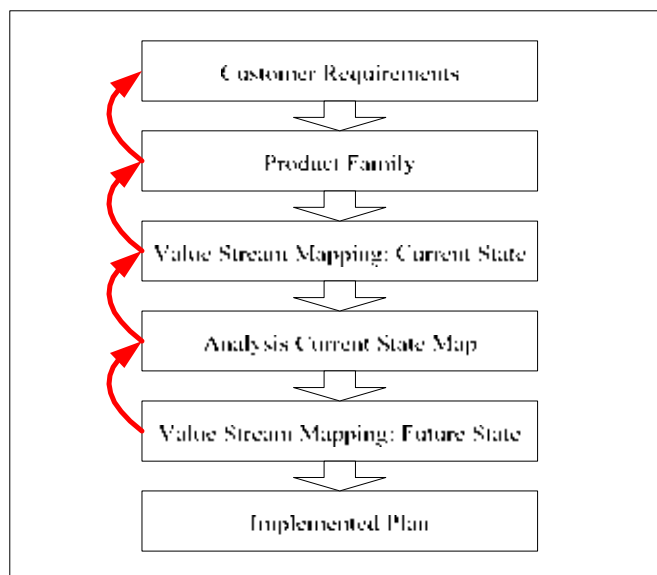 Customer Requirements
Product Family
Value Stream Mapping: Current State
Analysis Current State Map
Value Stream Mapping: Future State
Implemented Plan